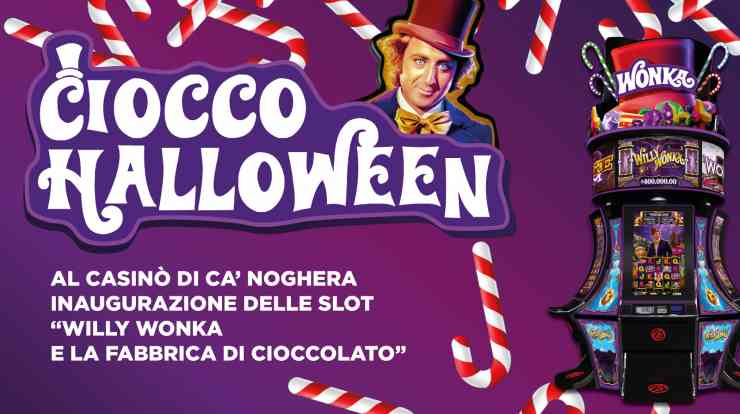 CIOCCO
HALLOWEEN
AL CASINÒ DI CA’ NOGHERA
INAUGURAZIONE DELLE SLOT
“WILLY WONKA
E LA FABBRICA DI CIOCCOLATO”
WONKA
WILLY WONKA